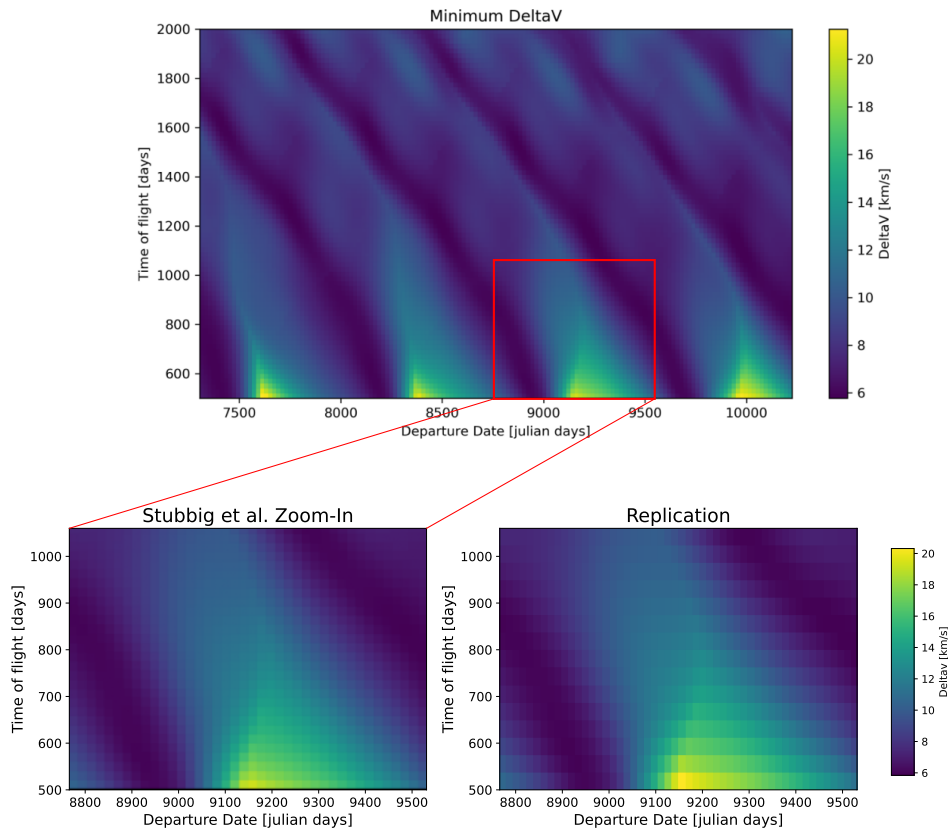 Minimum DeltaV
2000
1800
1600
1400
1200
1000
800
600
Time of flight [days]
7500 8000 8500 9000 9500 10000
Departure Date [julian days]
20
18
16
14
12
10
8
6
DeltaV [km/s]
Stubbig et al. Zoom-In
1000
900
800
700
600
500
Time of flight [days]
8800 8900 9000 9100 9200 9300 9400 9500
Departure Date [julian days]
Replication
1000
900
800
700
600
500
Time of flight [days]
8800 8900 9000 9100 9200 9300 9400 9500
Departure Date [julian days]
20
18
16
14
12
10
8
6
DeltaV [km/s]